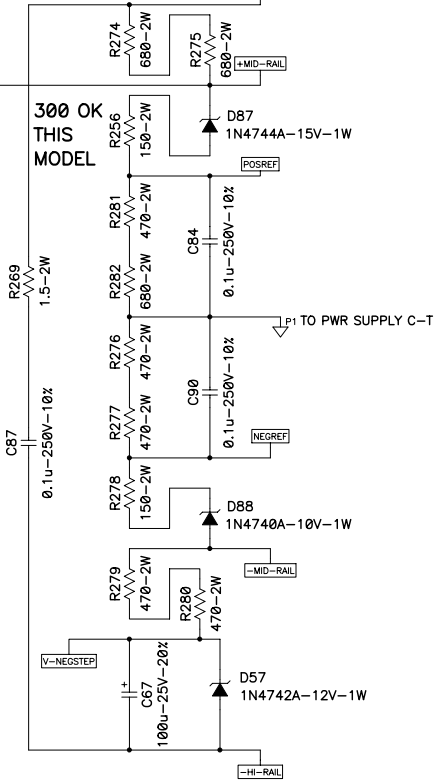 R274
680-2W
R275
680-2W
+MID-RAIL
300 OK
THIS
MODEL
R256
150-2W
D87
1N4744A-15V-1W
POSREF
R281
470-2W
C84
0.1u-250V-10%
R269
1.5-2W
R282
680-2W
P1 TO PWR SUPPLY C-T
R276
470-2W
C90
0.1u-250V-10%
C87
0.1u-250V-10%
R277
470-2W
NEGREF
R278
150-2W
D88
1N4740A-10V-1W
-MID-RAIL
R279
470-2W
R280
470-2W
V-NEGSTEP
+
C67
100u-25V-20%
D57
1N4742A-12V-1W
-HI-RAIL